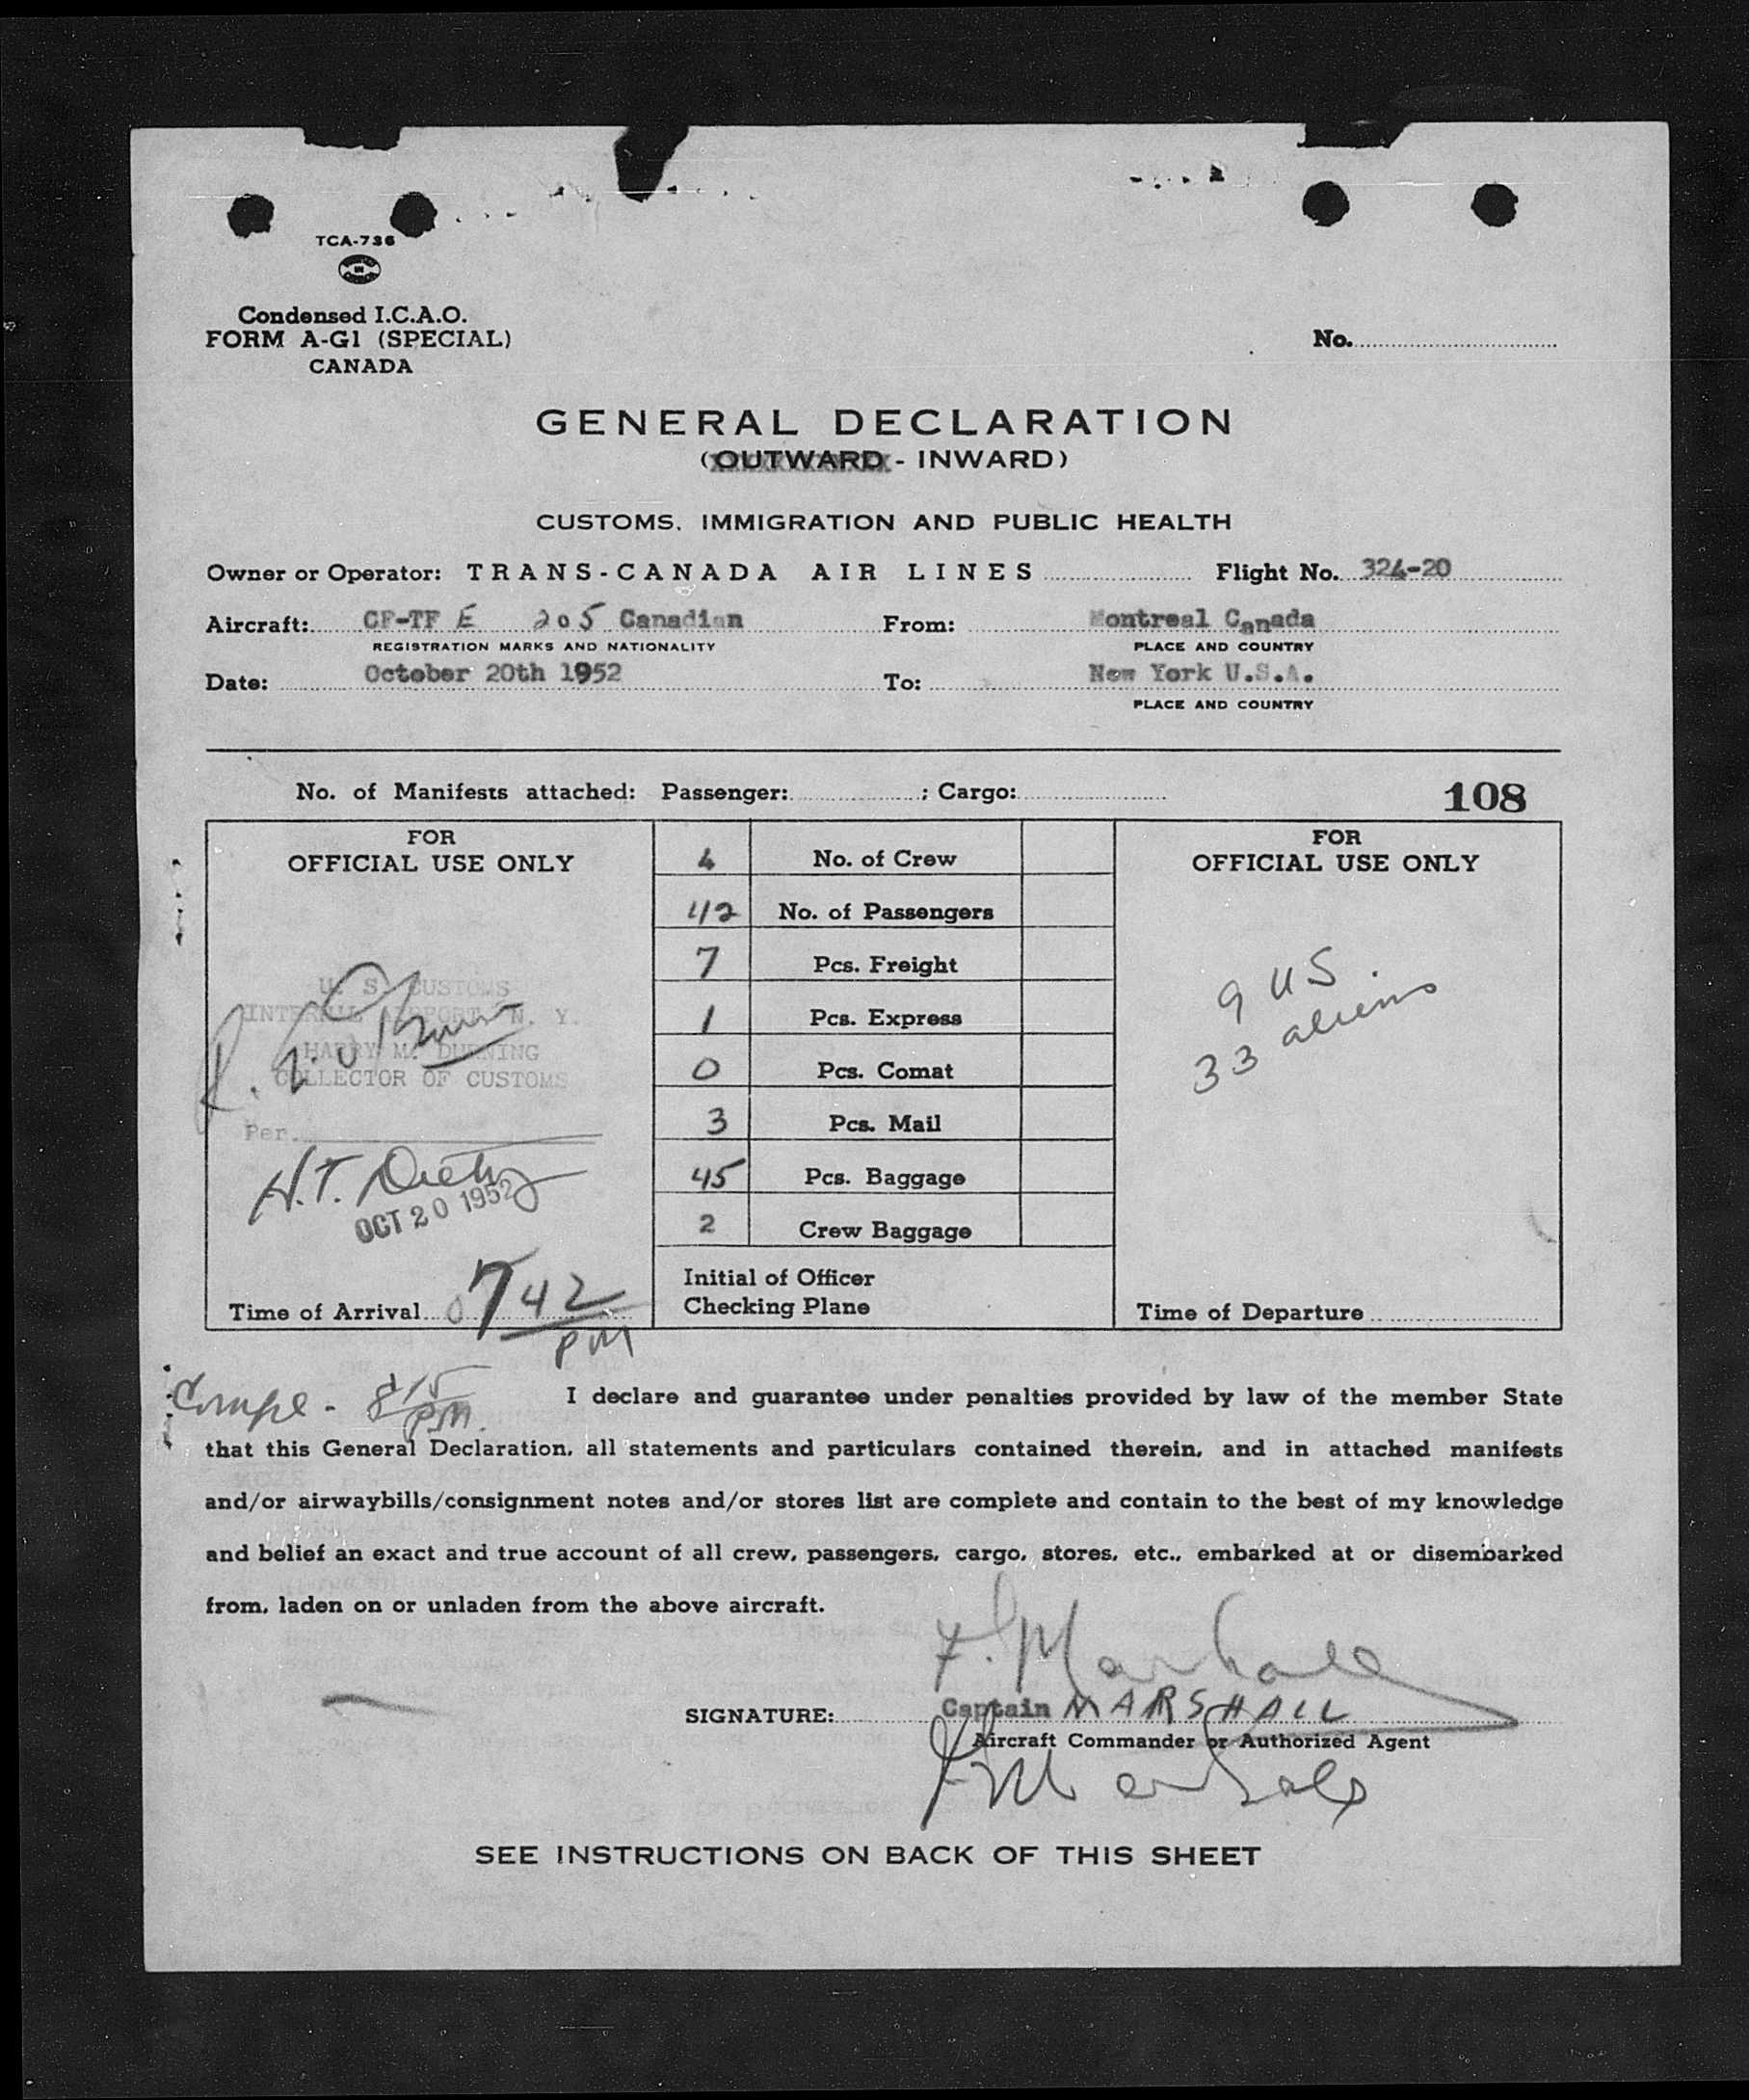 TCA-736
Condensed I.C.A.O.
FORM A-G1 (SPECIAL)
CANADA
No.
GENERAL DECLARATION
(OUTWARD - INWARD)
CUSTOMS, IMMIGRATION AND PUBLIC HEALTH
Owner or Operator: TRANS-CANADA AIR LINES Flight No. 324-20
Aircraft: CF-TF E 205 Canadian From: Montreal Canada
REGISTRATION MARKS AND NATIONALITY PLACE AND COUNTRY
Date: October 20th 1952 To: New York U.S.A.
PLACE AND COUNTRY
No. of Manifests attached: Passenger: ; Cargo: 108
FOR
OFFICIAL USE ONLY
U. S. CUSTOMS
AIRPORT, N. Y.
HARRY M. DURNING
COLLECTOR OF CUSTOMS
Per.
H.T.
OCT 20 1952
Time of Arrival 0742
PM
4 No. of Crew
42 No. of Passengers
7 Pcs. Freight
1 Pcs. Express
0 Pcs. Comat
3 Pcs. Mail
45 Pcs. Baggage
2 Crew Baggage
Initial of Officer
Checking Plane
FOR
OFFICIAL USE ONLY
9 US
33 aliens
Time of Departure
Compl - 815 PM.
I declare and guarantee under penalties provided by law of the member State
that this General Declaration, all statements and particulars contained therein, and in attached manifests
and/or airwaybills/consignment notes and/or stores list are complete and contain to the best of my knowledge
and belief an exact and true account of all crew, passengers, cargo, stores, etc., embarked at or disembarked
from, laden on or unladen from the above aircraft.
F. Marshall
SIGNATURE: Captain MARSHALL
Aircraft Commander or Authorized Agent
F Marshall
SEE INSTRUCTIONS ON BACK OF THIS SHEET